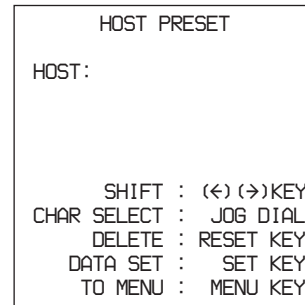 HOST PRESET
HOST:
SHIFT : (←)(→)KEY
CHAR SELECT : JOG DIAL
DELETE : RESET KEY
DATA SET : SET KEY
TO MENU : MENU KEY